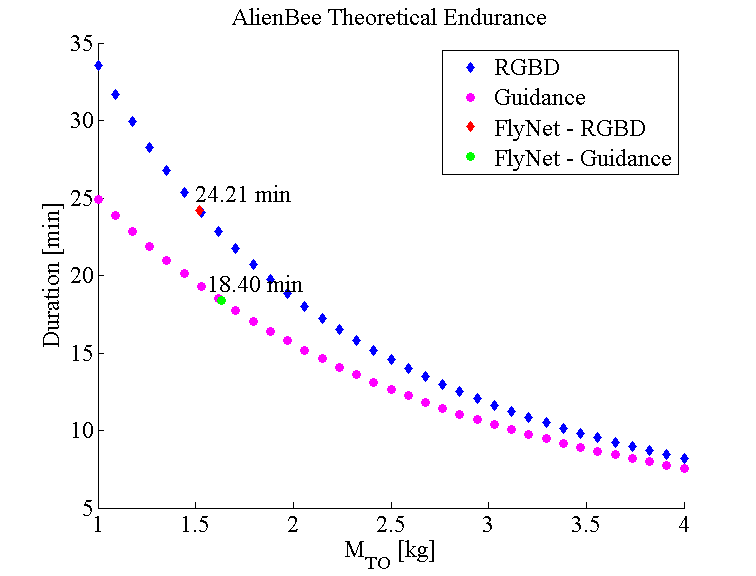 AlienBee Theoretical Endurance
35
30
25
20
15
10
5
Duration [min]
RGBD
Guidance
FlyNet - RGBD
FlyNet - Guidance
24.21 min
18.40 min
1
1.5
2
2.5
3
3.5
4
M_TO [kg]